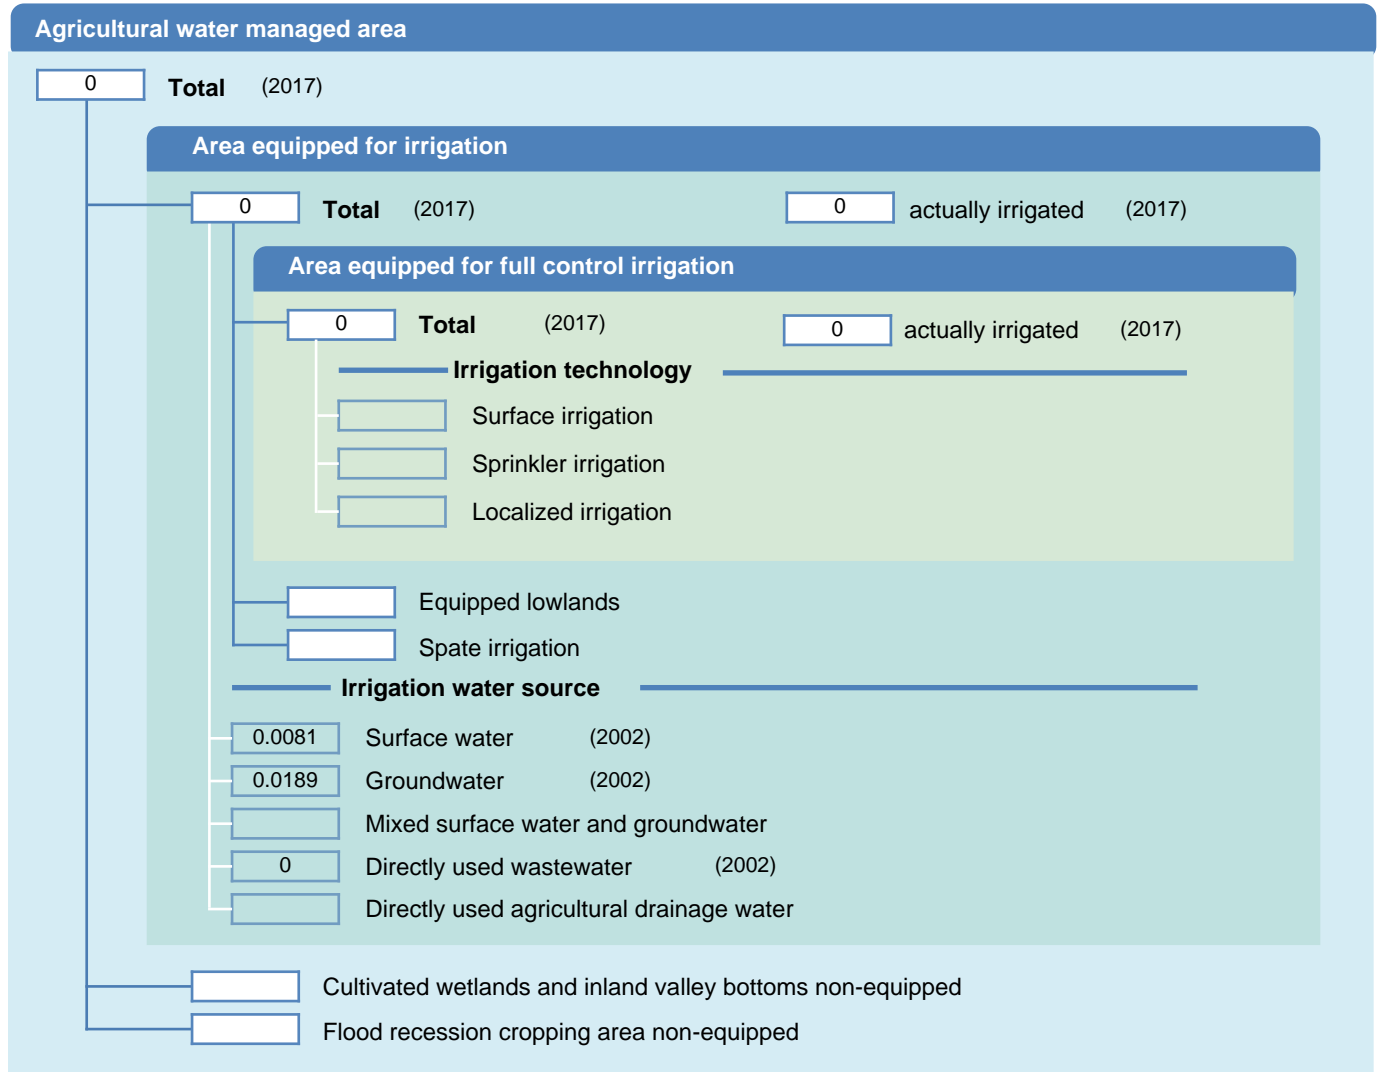 Agricultural water managed area
0 Total (2017)
Area equipped for irrigation
0 Total (2017) 0 actually irrigated (2017)
Area equipped for full control irrigation
0 Total (2017) 0 actually irrigated (2017)
Irrigation technology
Surface irrigation
Sprinkler irrigation
Localized irrigation
Equipped lowlands
Spate irrigation
Irrigation water source
0.0081 Surface water (2002)
0.0189 Groundwater (2002)
Mixed surface water and groundwater
0 Directly used wastewater (2002)
Directly used agricultural drainage water
Cultivated wetlands and inland valley bottoms non-equipped
Flood recession cropping area non-equipped